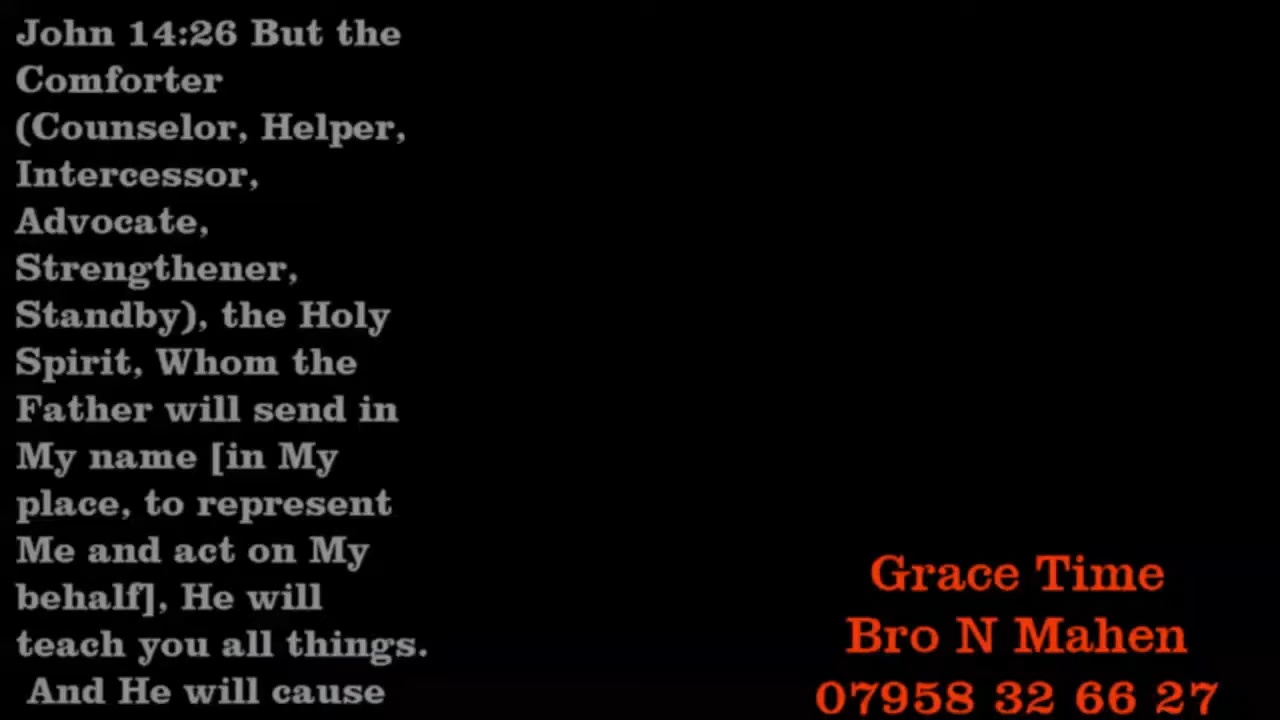 John 14:26 But the
Comforter
(Counselor, Helper,
Intercessor,
Advocate,
Strengthener,
Standby), the Holy
Spirit, Whom the
Father will send in
My name [in My
place, to represent
Me and act on My
behalf], He will
teach you all things.
And He will cause
Grace Time
Bro N Mahen
07958 32 66 27